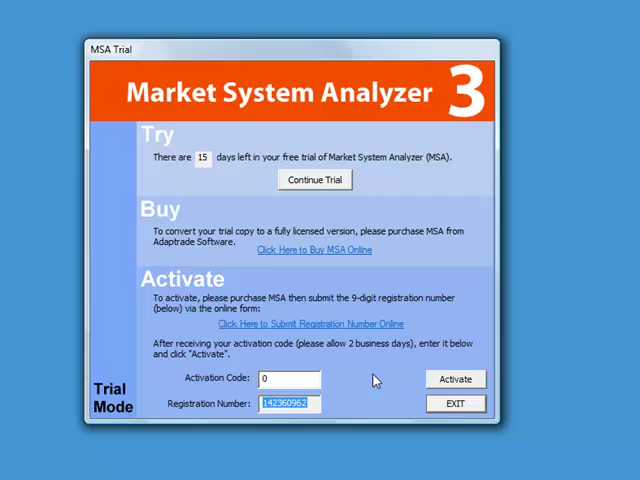 MSA Trial
Market System Analyzer 3
Try
There are 15 days left in your free trial of Market System Analyzer (MSA).
Continue Trial
Buy
To convert your trial copy to a fully licensed version, please purchase MSA from
Adaptrade Software.
Click Here to Buy MSA Online
Activate
To activate, please purchase MSA then submit the 9-digit registration number
(below) via the online form:
Click Here to Submit Registration Number Online
After receiving your activation code (please allow 2 business days), enter it below
and click "Activate".
Activation Code: 0 Activate
Trial
Mode
Registration Number: 142360962 EXIT